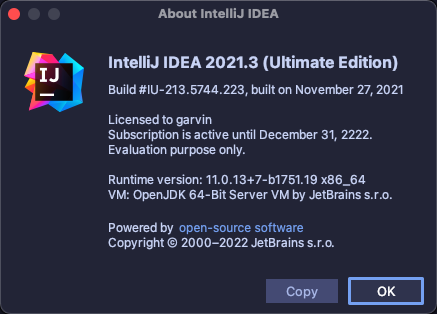 About IntelliJ IDEA
IJ
IntelliJ IDEA 2021.3 (Ultimate Edition)
Build #IU-213.5744.223, built on November 27, 2021
Licensed to garvin
Subscription is active until December 31, 2222.
Evaluation purpose only.
Runtime version: 11.0.13+7-b1751.19 x86_64
VM: OpenJDK 64-Bit Server VM by JetBrains s.r.o.
Powered by open-source software
Copyright © 2000–2022 JetBrains s.r.o.
Copy
OK